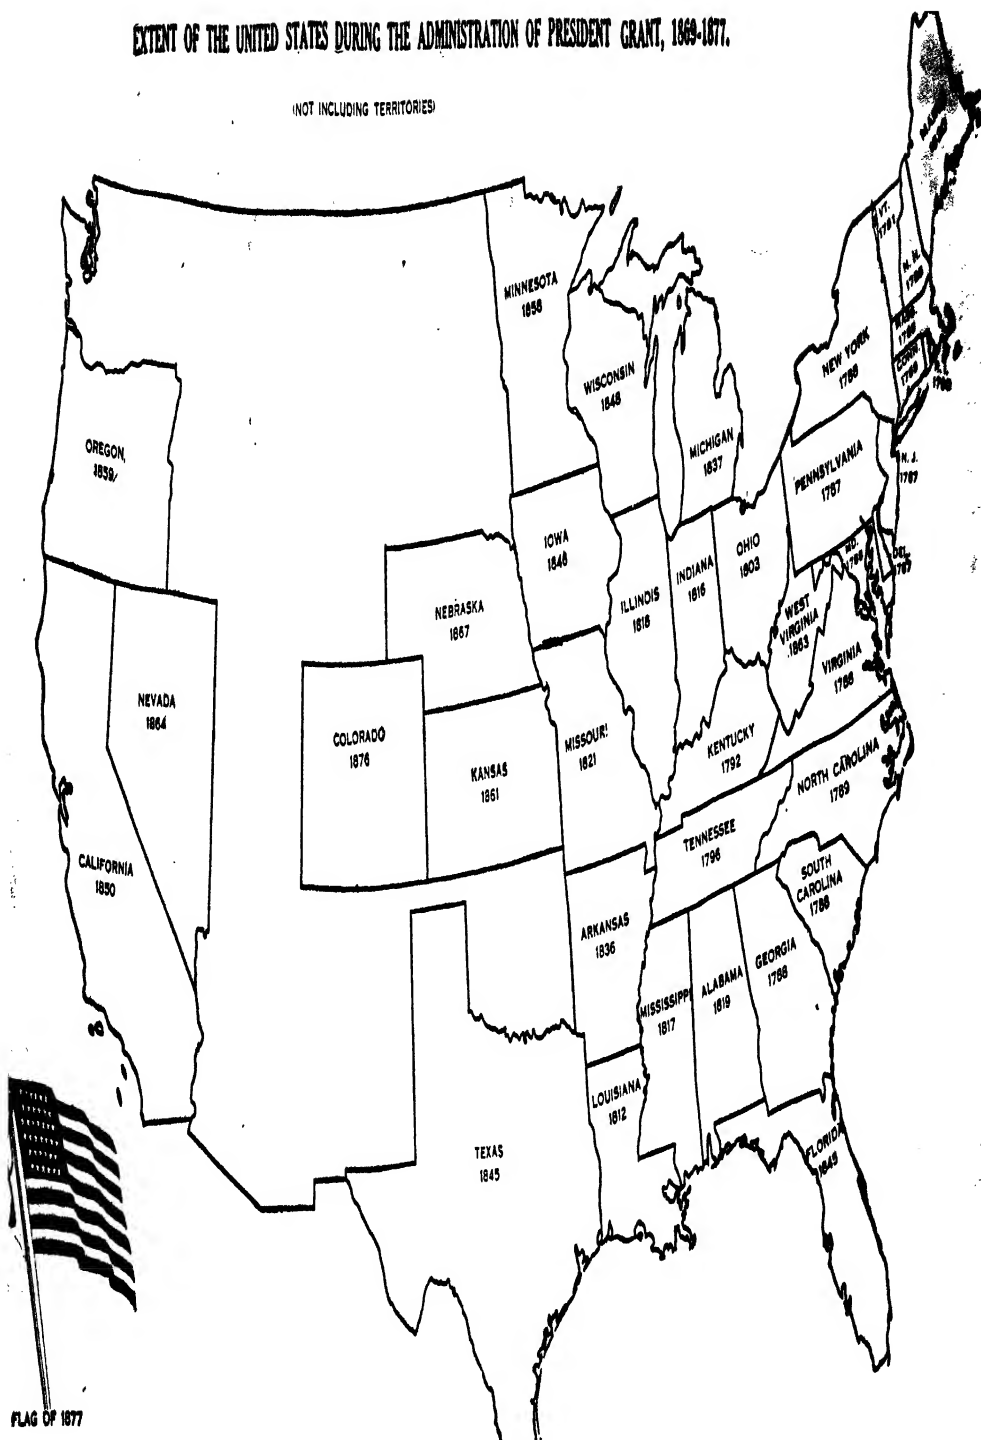 EXTENT OF THE UNITED STATES DURING THE ADMINISTRATION OF PRESIDENT GRANT, 1869-1877.
(NOT INCLUDING TERRITORIES)
VT.
1791
N. H.
1788
MINNESOTA
1858
WISCONSIN
1848
MICHIGAN
1837
NEW YORK
1788
MASS.
1788
CONN.
1788
OREGON,
1859
PENNSYLVANIA
1787
N. J.
1787
IOWA
1846
OHIO
1803
INDIANA
1816
ILLINOIS
1818
MD.
1788
DEL.
1787
NEBRASKA
1867
WEST
VIRGINIA
1863
VIRGINIA
1788
NEVADA
1864
COLORADO
1876
KANSAS
1861
MISSOURI
1821
KENTUCKY
1792
NORTH CAROLINA
1789
TENNESSEE
1796
CALIFORNIA
1850
SOUTH
CAROLINA
1788
ARKANSAS
1836
MISSISSIPPI
1817
ALABAMA
1819
GEORGIA
1788
LOUISIANA
1812
TEXAS
1845
FLORIDA
1845
FLAG OF 1877